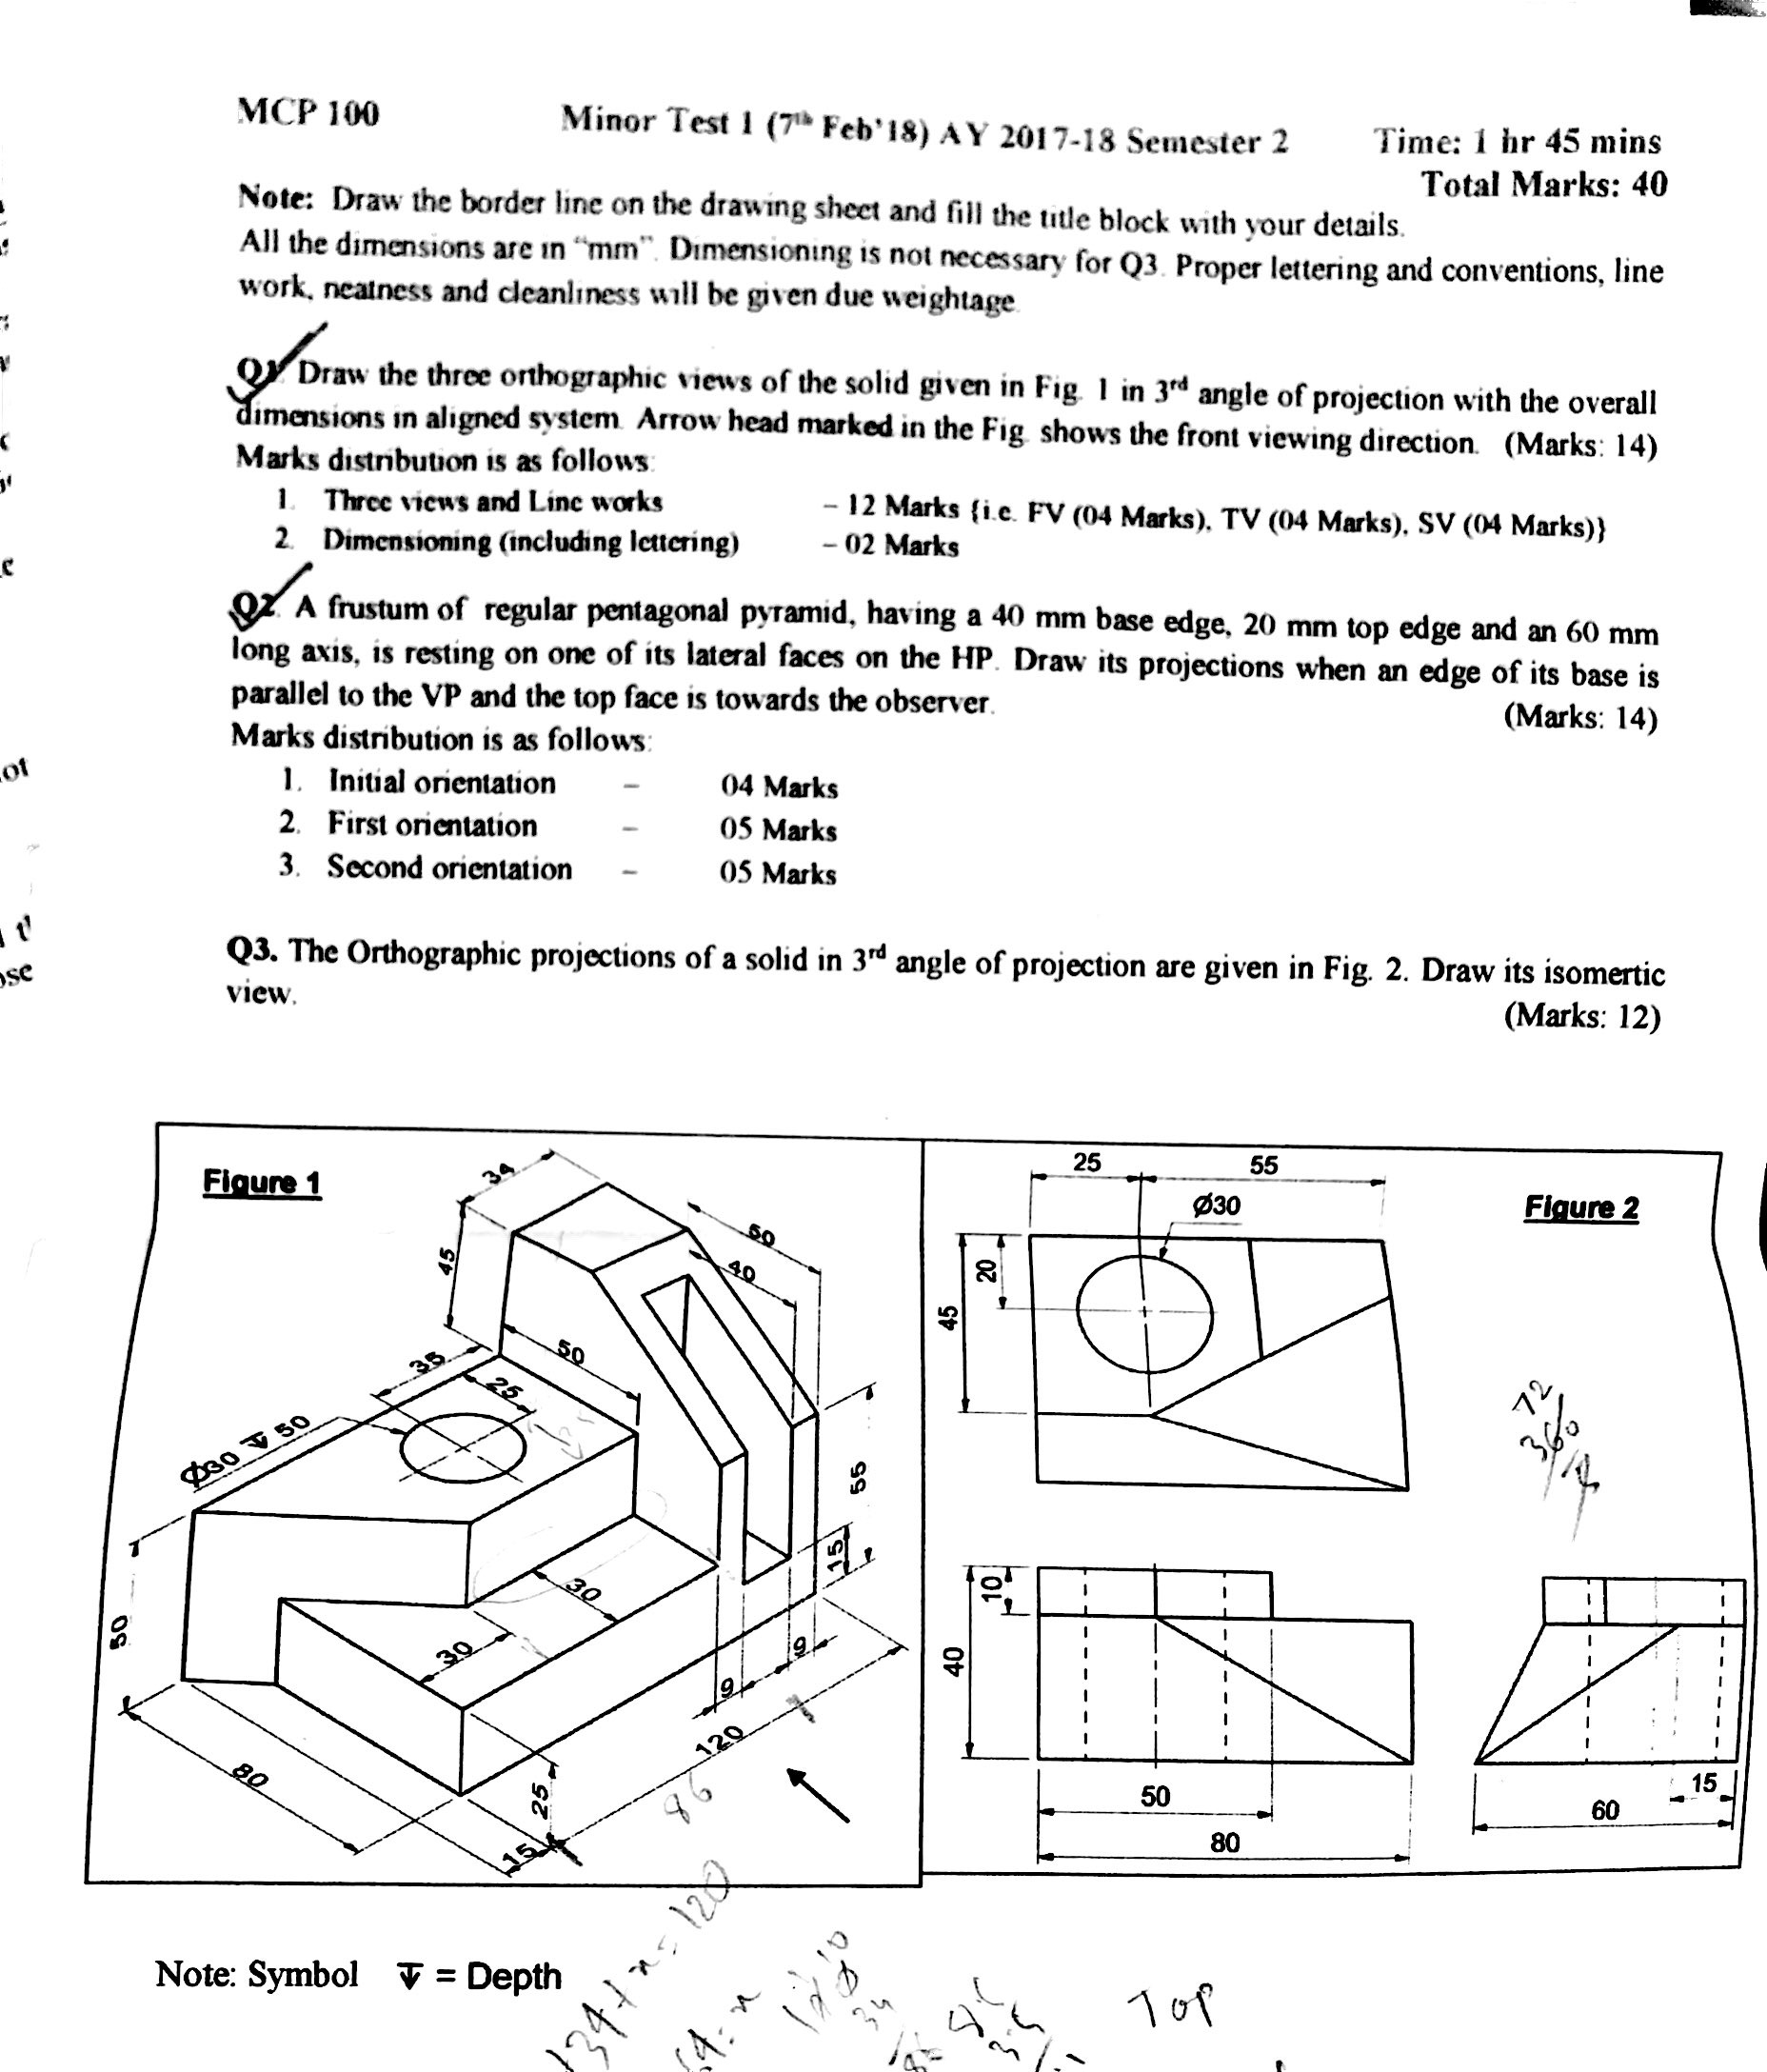 MCP 100 Minor Test 1 (7th Feb'18) AY 2017-18 Semester 2 Time: 1 hr 45 mins
Total Marks: 40
Note: Draw the border line on the drawing sheet and fill the title block with your details.
All the dimensions are in "mm". Dimensioning is not necessary for Q3. Proper lettering and conventions, line
work, neatness and cleanliness will be given due weightage.
Q1. Draw the three orthographic views of the solid given in Fig. 1 in 3rd angle of projection with the overall
dimensions in aligned system. Arrow head marked in the Fig. shows the front viewing direction. (Marks: 14)
Marks distribution is as follows:
1. Three views and Line works – 12 Marks {i.e. FV (04 Marks), TV (04 Marks), SV (04 Marks)}
2. Dimensioning (including lettering) – 02 Marks
Q2. A frustum of regular pentagonal pyramid, having a 40 mm base edge, 20 mm top edge and an 60 mm
long axis, is resting on one of its lateral faces on the HP. Draw its projections when an edge of its base is
parallel to the VP and the top face is towards the observer.
(Marks: 14)
Marks distribution is as follows:
1. Initial orientation – 04 Marks
2. First orientation – 05 Marks
3. Second orientation – 05 Marks
Q3. The Orthographic projections of a solid in 3rd angle of projection are given in Fig. 2. Draw its isomertic
view.
(Marks: 12)
Figure 1
34
45
50
40
50
35
25
Ø30 ↧ 50
55
15
30
30
50
9
9
120
80
25
15
86
Figure 2
25 55
Ø30
20
45
72
360
10
40
50
80
15
60
Note: Symbol ↧ = Depth
Top